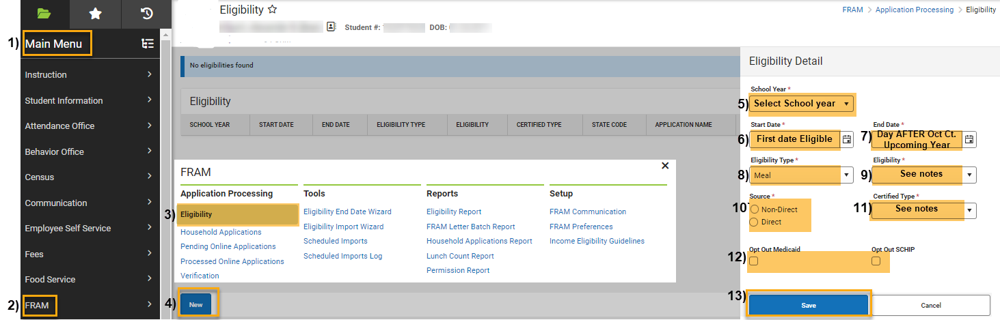 Eligibility
FRAM > Application Processing > Eligibility
Student #:
DOB:
1) Main Menu
Instruction
Student Information
Attendance Office
Behavior Office
Census
Communication
Employee Self Service
Fees
Food Service
2) FRAM
No eligibilities found
Eligibility
SCHOOL YEAR START DATE END DATE ELIGIBILITY TYPE ELIGIBILITY CERTIFIED TYPE STATE CODE APPLICATION NAME
FRAM
Application Processing
3) Eligibility
Household Applications
Pending Online Applications
Processed Online Applications
Verification
Tools
Eligibility End Date Wizard
Eligibility Import Wizard
Scheduled Imports
Scheduled Imports Log
Reports
Eligibility Report
FRAM Letter Batch Report
Household Applications Report
Lunch Count Report
Permission Report
Setup
FRAM Communication
FRAM Preferences
Income Eligibility Guidelines
4) New
Eligibility Detail
School Year *
5) Select School year
Start Date *
6) First date Eligible
End Date *
7) Day AFTER Oct Ct.
Upcoming Year
Eligibility Type *
8) Meal
Eligibility *
9) See notes
Source *
10) Non-Direct
Direct
Certified Type *
11) See notes
Opt Out Medicaid Opt Out SCHIP
12)
13) Save Cancel